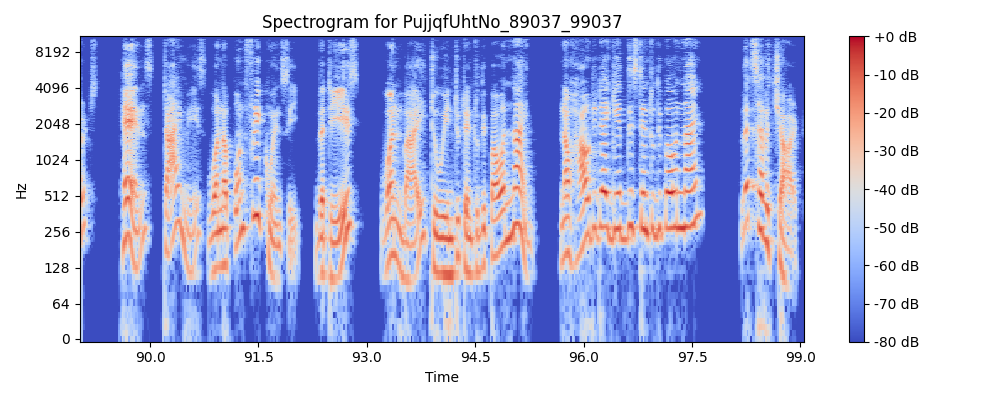 Spectrogram for PujjqfUhtNo_89037_99037
Hz
8192
4096
2048
1024
512
256
128
64
0
90.0 91.5 93.0 94.5 96.0 97.5 99.0
Time
+0 dB
-10 dB
-20 dB
-30 dB
-40 dB
-50 dB
-60 dB
-70 dB
-80 dB